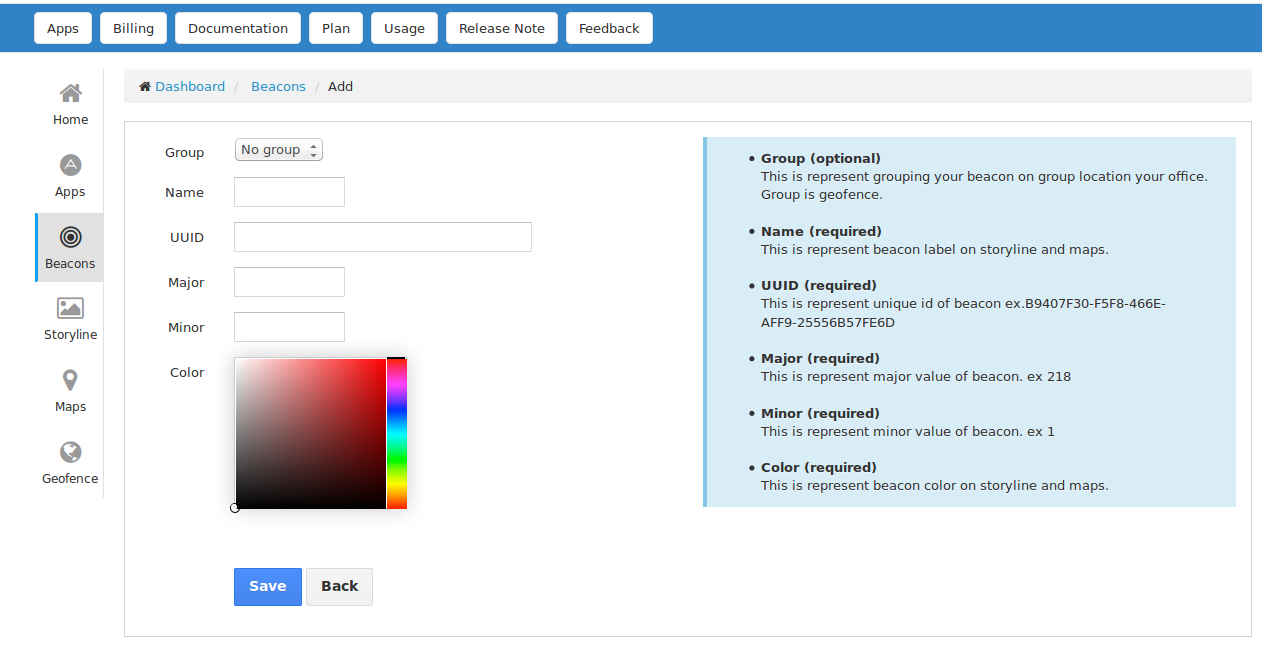 Apps Billing Documentation Plan Usage Release Note Feedback
Home
Apps
Beacons
Storyline
Maps
Geofence
Dashboard / Beacons / Add
Group No group
Name
UUID
Major
Minor
Color
Save Back
• Group (optional)
This is represent grouping your beacon on group location your office.
Group is geofence.
• Name (required)
This is represent beacon label on storyline and maps.
• UUID (required)
This is represent unique id of beacon ex.B9407F30-F5F8-466E-
AFF9-25556B57FE6D
• Major (required)
This is represent major value of beacon. ex 218
• Minor (required)
This is represent minor value of beacon. ex 1
• Color (required)
This is represent beacon color on storyline and maps.